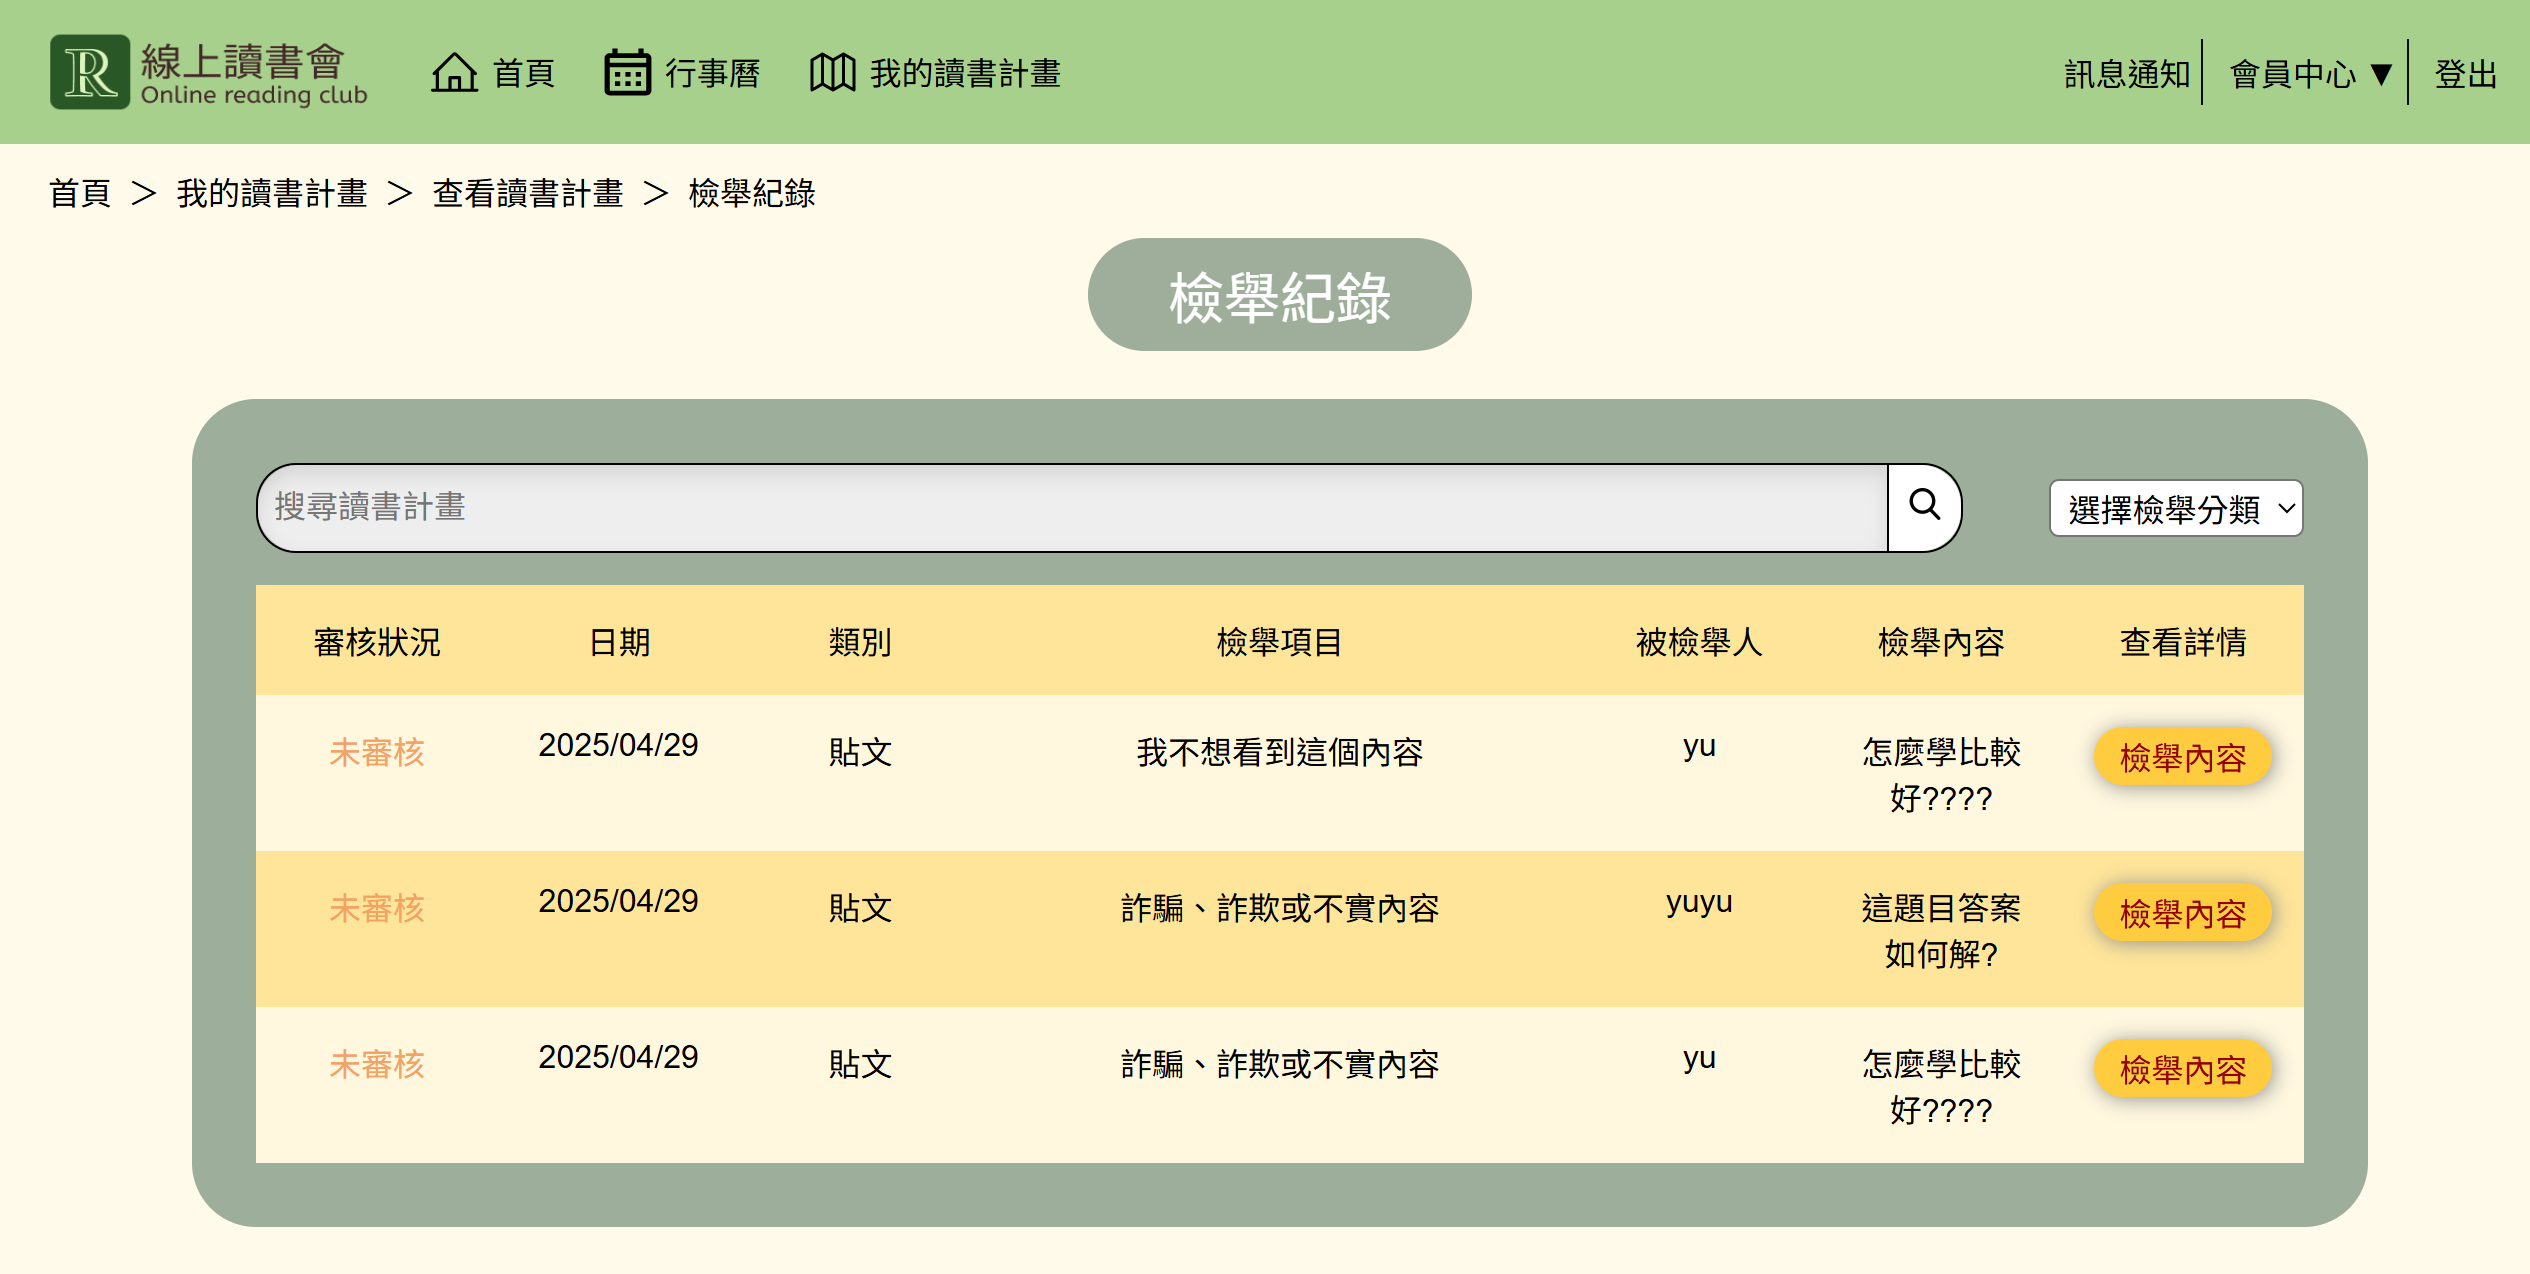 R
線上讀書會
Online reading club
首頁
行事曆
我的讀書計畫
訊息通知
會員中心 ▼
登出
首頁 > 我的讀書計畫 > 查看讀書計畫 > 檢舉紀錄
檢舉紀錄
搜尋讀書計畫
選擇檢舉分類
審核狀況 日期 類別 檢舉項目 被檢舉人 檢舉內容 查看詳情
未審核 2025/04/29 貼文 我不想看到這個內容 yu 怎麼學比較 檢舉內容
好????
未審核 2025/04/29 貼文 詐騙、詐欺或不實內容 yuyu 這題目答案 檢舉內容
如何解?
未審核 2025/04/29 貼文 詐騙、詐欺或不實內容 yu 怎麼學比較 檢舉內容
好????